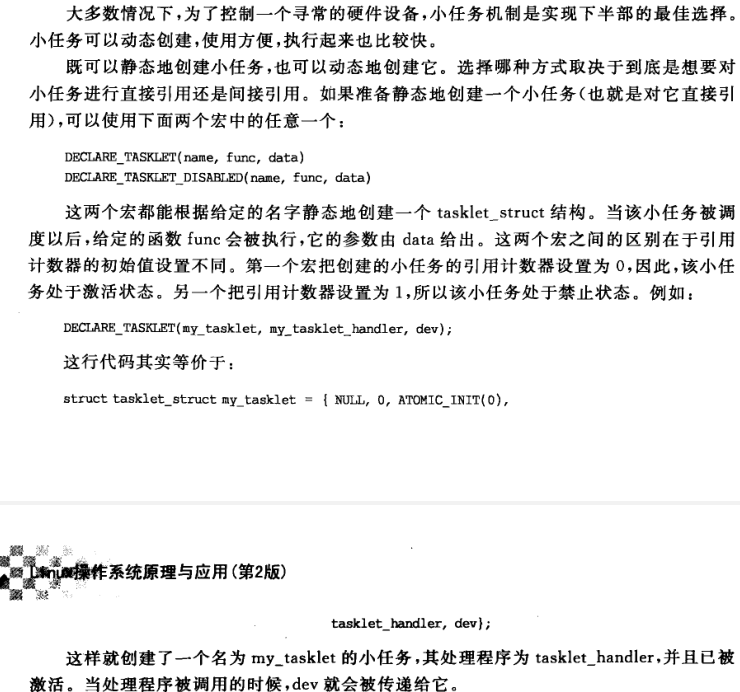 大多数情况下,为了控制一个寻常的硬件设备,小任务机制是实现下半部的最佳选择。
小任务可以动态创建,使用方便,执行起来也比较快。
既可以静态地创建小任务,也可以动态地创建它。选择哪种方式取决于到底是想要对
小任务进行直接引用还是间接引用。如果准备静态地创建一个小任务(也就是对它直接引
用),可以使用下面两个宏中的任意一个:
DECLARE_TASKLET(name, func, data)
DECLARE_TASKLET_DISABLED(name, func, data)
这两个宏都能根据给定的名字静态地创建一个 tasklet_struct 结构。当该小任务被调
度以后,给定的函数 func 会被执行,它的参数由 data 给出。这两个宏之间的区别在于引用
计数器的初始值设置不同。第一个宏把创建的小任务的引用计数器设置为 0,因此,该小任
务处于激活状态。另一个把引用计数器设置为 1,所以该小任务处于禁止状态。例如:
DECLARE_TASKLET(my_tasklet, my_tasklet_handler, dev);
这行代码其实等价于:
struct tasklet_struct my_tasklet = { NULL, 0, ATOMIC_INIT(0),
Linux操作系统原理与应用(第2版)
tasklet_handler, dev};
这样就创建了一个名为 my_tasklet 的小任务,其处理程序为 tasklet_handler,并且已被
激活。当处理程序被调用的时候,dev 就会被传递给它。